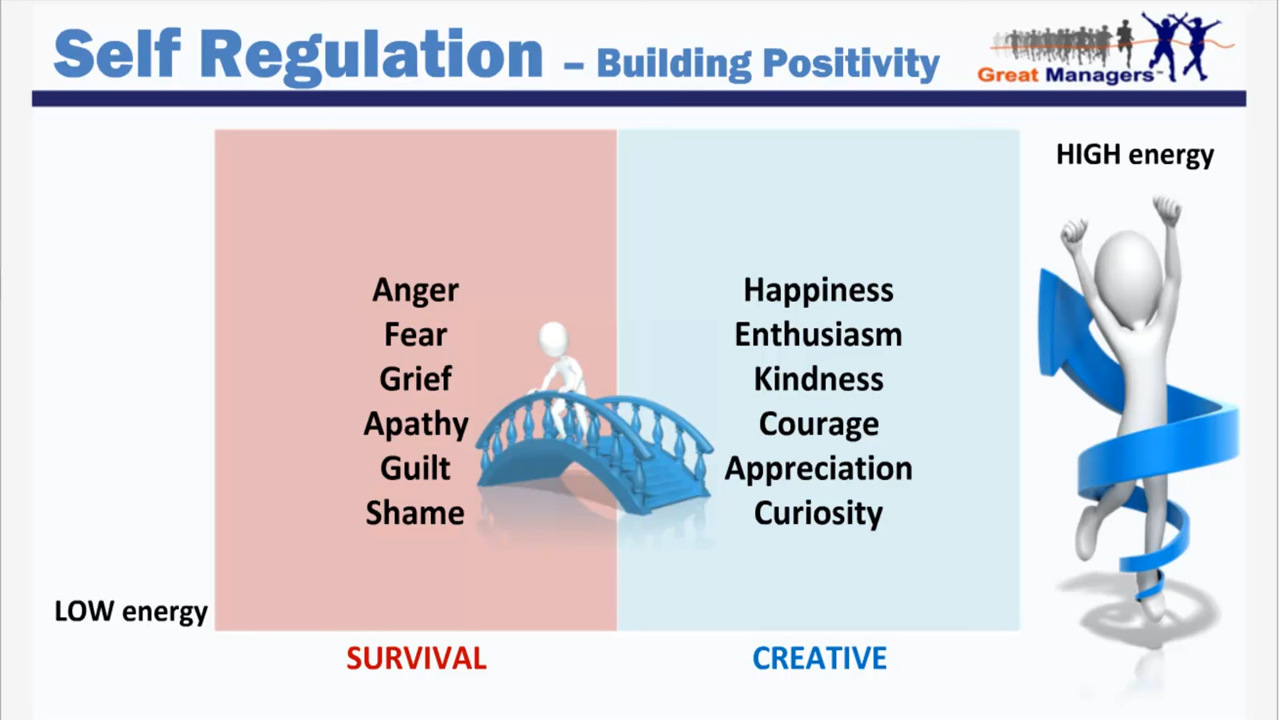 Self Regulation – Building Positivity
Great Managers™
HIGH energy
Anger
Fear
Grief
Apathy
Guilt
Shame
Happiness
Enthusiasm
Kindness
Courage
Appreciation
Curiosity
LOW energy
SURVIVAL
CREATIVE